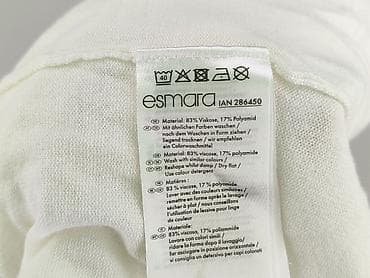 40
esmara IAN 286450
Material: 83% Viskose, 17% Polyamid
Mit ähnlichen Farben waschen /
nach dem Waschen in Form ziehen /
liegend trocknen / wir empfehlen
ein Colorwaschmittel
Material: 83% viscose, 17% polyamide
Wash with similar colours /
Reshape whilst damp / Dry flat /
Use colour detergent
Matières :
83 % viscose, 17 % polyamide
Laver avec des couleurs similaires /
remettre en forme après le lavage /
sécher à plat / nous conseillons
l'utilisation de lessive pour linge
de couleur
Materiale:
83% viscosa, 17% poliammide
Lavare con colori simili /
ridare la forma dopo il lavaggio /
far asciugare in posizione orizzontale /
si consiglia un detersivo per capi colorati